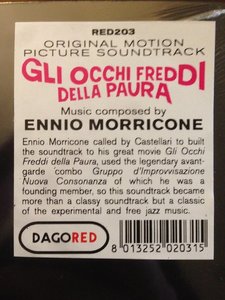 RED203
ORIGINAL MOTION
PICTURE SOUNDTRACK
GLI OCCHI FREDDI
DELLA PAURA
Music composed by
ENNIO MORRICONE
Ennio Morricone called by Castellari to built
the soundtrack to his great movie Gli Occhi
Freddi della Paura, used the legendary avant-
garde combo Gruppo d'Improvvisazione
Nuova Consonanza of which he was a
founding member, so this soundtrack became
more than a classy soundtrack but a classic
of the experimental and free jazz music.
DAGORED
8 013252 020315